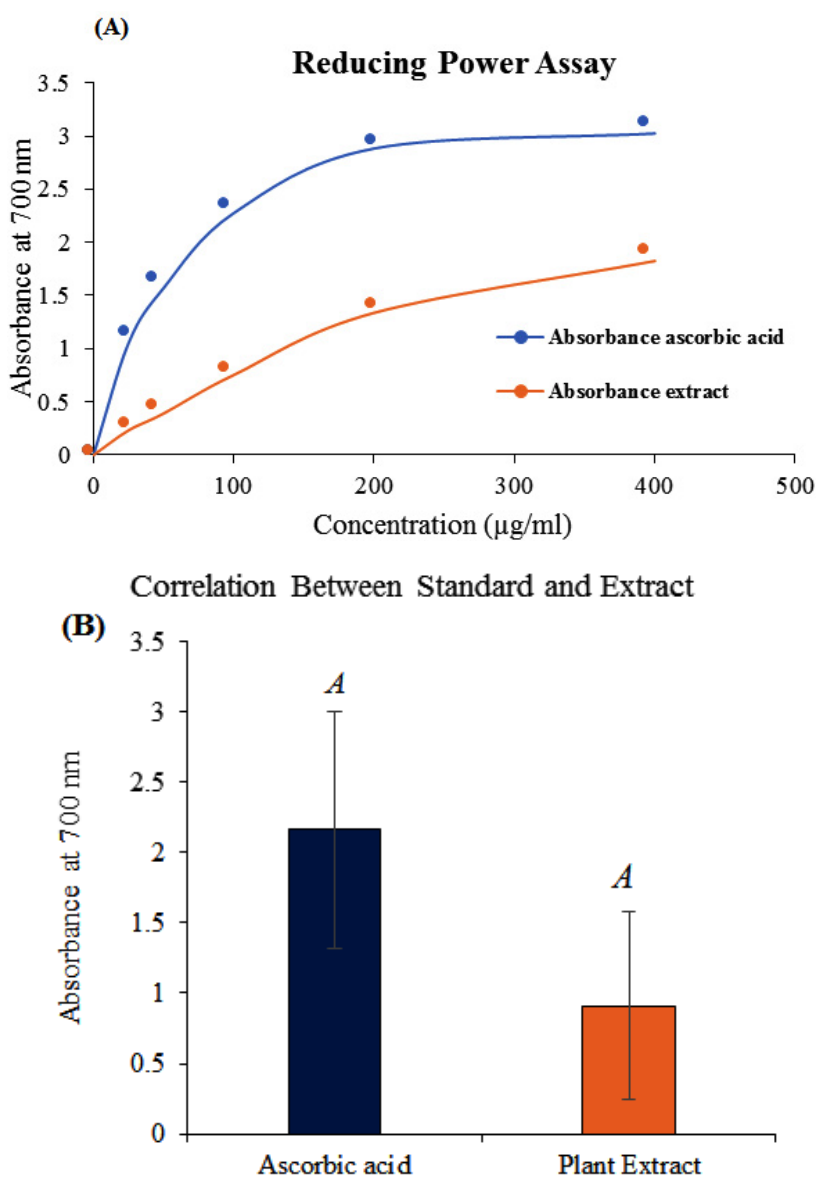 (A)
Reducing Power Assay
3.5
3
2.5
2
1.5
1
0.5
0
Absorbance at 700 nm
0 100 200 300 400 500
Concentration (µg/ml)
Absorbance ascorbic acid
Absorbance extract
Correlation Between Standard and Extract
(B)
3.5
3
2.5
2
1.5
1
0.5
0
Absorbance at 700 nm
A
A
Ascorbic acid Plant Extract